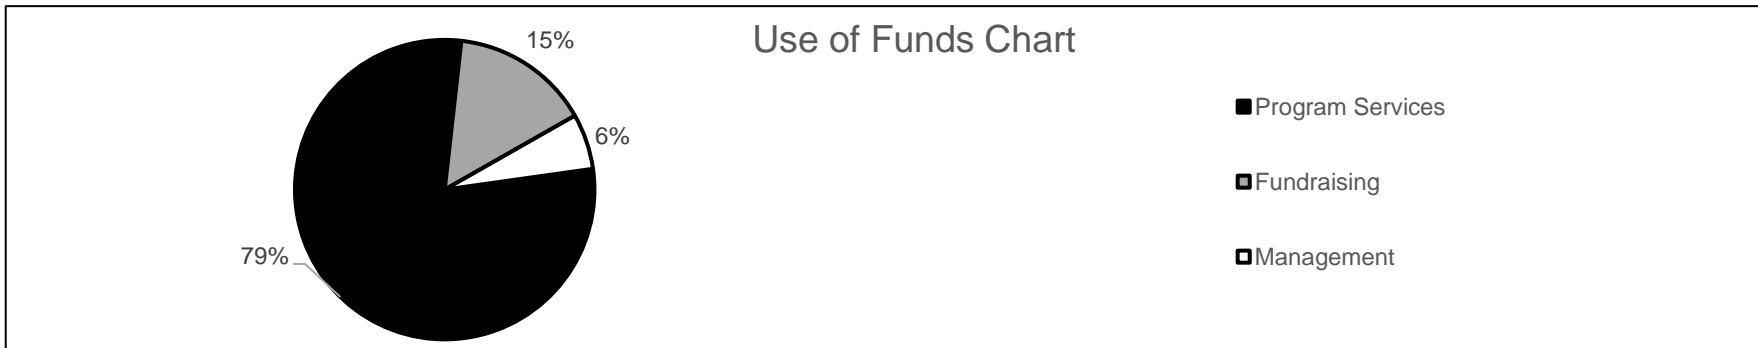 Use of Funds Chart
15%
6%
79%
Program Services
Fundraising
Management